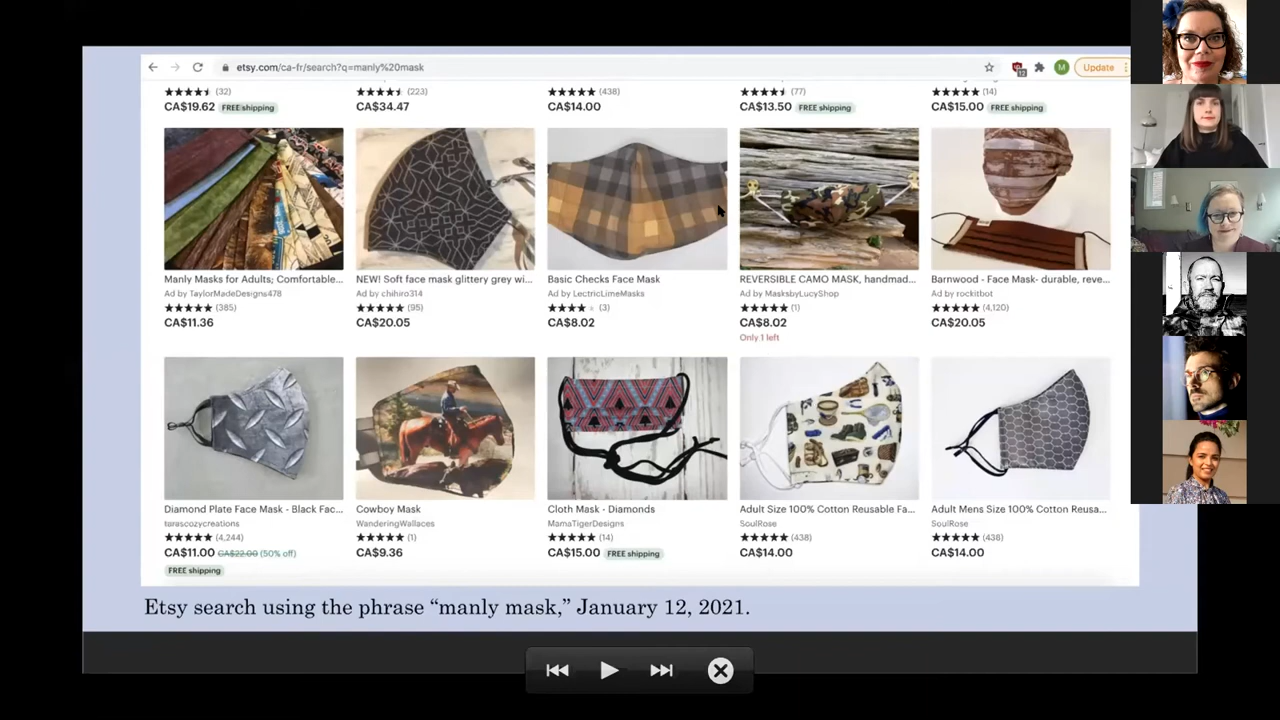 etsy.com/ca-fr/search?q=manly%20mask
M
Update
12
(32) (223) (438) (77) (14)
CA$19.62 FREE shipping CA$34.47 CA$14.00 CA$13.50 FREE shipping CA$15.00 FREE shipping
Manly Masks for Adults; Comfortable... NEW! Soft face mask glittery grey wi... Basic Checks Face Mask REVERSIBLE CAMO MASK, handmad... Barnwood - Face Mask- durable, reve...
Ad by TaylorMadeDesigns478 Ad by chihiro314 Ad by LectricLimeMasks Ad by MasksbyLucyShop Ad by rockitbot
(385) (95) (3) (1) (4,120)
CA$11.36 CA$20.05 CA$8.02 CA$8.02 CA$20.05
Only 1 left
Diamond Plate Face Mask - Black Fac... Cowboy Mask Cloth Mask - Diamonds Adult Size 100% Cotton Reusable Fa... Adult Mens Size 100% Cotton Reusa...
tarascozycreations WanderingWallaces MamaTigerDesigns SoulRose SoulRose
(4,244) (1) (14) (438) (438)
CA$11.00 CA$22.00 (50% off) CA$9.36 CA$15.00 FREE shipping CA$14.00 CA$14.00
FREE shipping
Etsy search using the phrase “manly mask,” January 12, 2021.